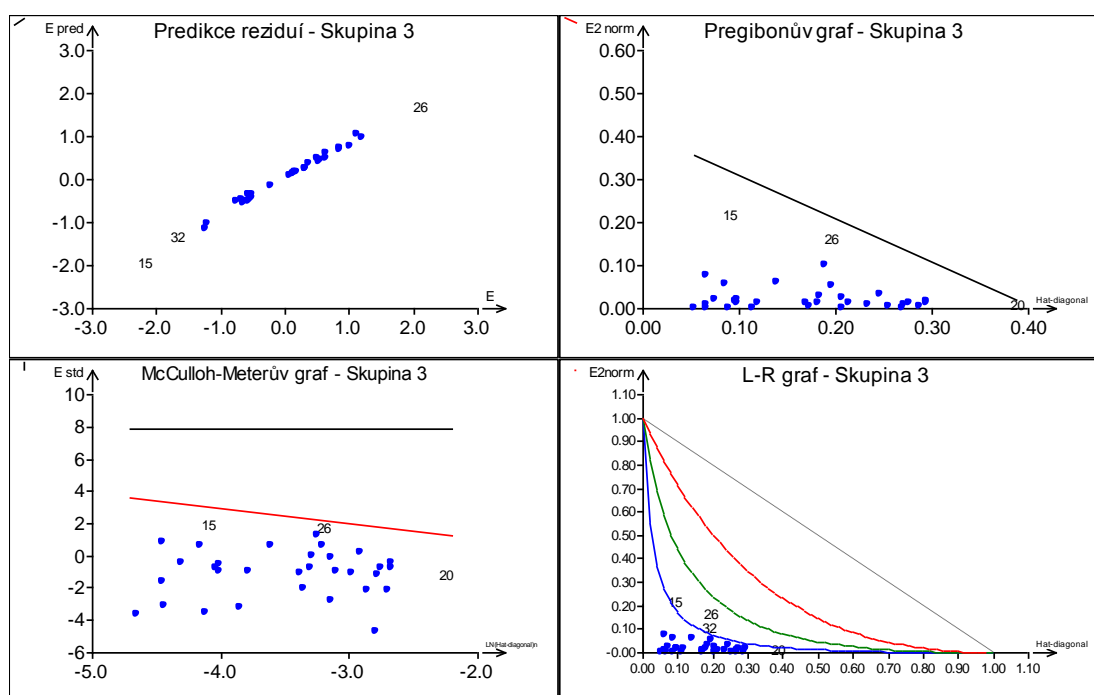 E pred
Predikce reziduí - Skupina 3
3.0
2.0
1.0
0.0
-1.0
-2.0
-3.0
26
32
15
E
-3.0 -2.0 -1.0 0.0 1.0 2.0 3.0
E2 norm
Pregibonův graf - Skupina 3
0.60
0.50
0.40
0.30
0.20
0.10
0.00
15
26
20
Hat-diagonal
0.00 0.10 0.20 0.30 0.40
E std
McCulloh-Meterův graf - Skupina 3
10
8
6
4
2
0
-2
-4
-6
15
26
20
LN(Hat-diagonal)n
-5.0 -4.0 -3.0 -2.0
E2norm
L-R graf - Skupina 3
1.00
0.90
0.80
0.70
0.60
0.50
0.40
0.30
0.20
0.10
-0.00
15
26
32
20
Hat-diagonal
0.00 0.10 0.20 0.30 0.40 0.50 0.60 0.70 0.80 0.90 1.00 1.10